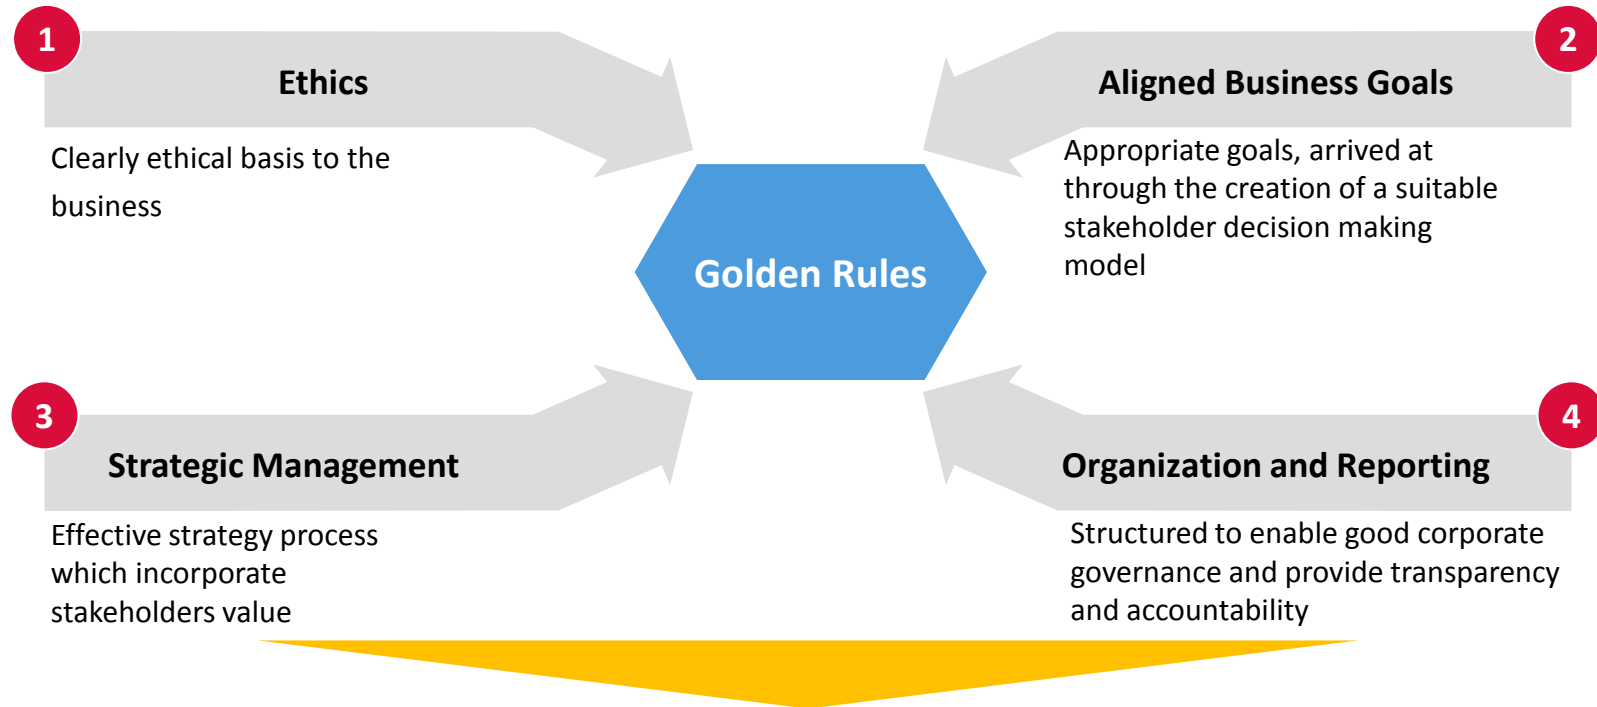 1
Ethics
Clearly ethical basis to the
business
2
Aligned Business Goals
Appropriate goals, arrived at
through the creation of a suitable
stakeholder decision making
model
Golden Rules
3
Strategic Management
Effective strategy process
which incorporate
stakeholders value
4
Organization and Reporting
Structured to enable good corporate
governance and provide transparency
and accountability